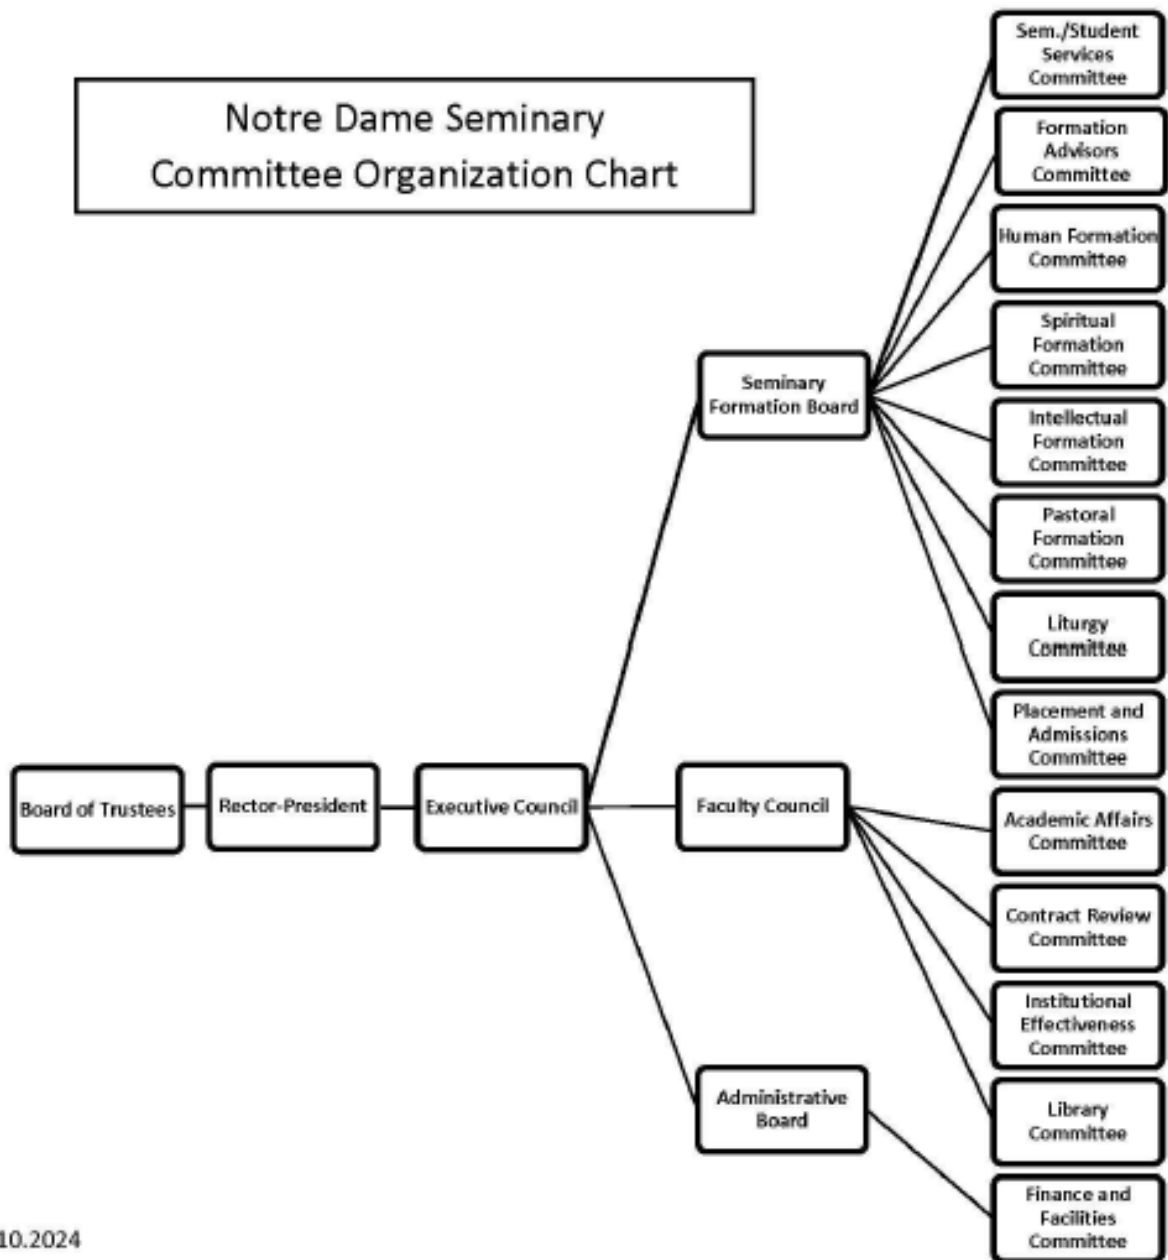 Notre Dame Seminary
Committee Organization Chart
Sem./Student
Services
Committee
Formation
Advisors
Committee
Human Formation
Committee
Spiritual
Formation
Committee
Seminary
Formation Board
Intellectual
Formation
Committee
Pastoral
Formation
Committee
Liturgy
Committee
Placement and
Admissions
Committee
Board of Trustees
Rector-President
Executive Council
Faculty Council
Academic Affairs
Committee
Contract Review
Committee
Institutional
Effectiveness
Committee
Administrative
Board
Library
Committee
Finance and
Facilities
Committee
10.2024